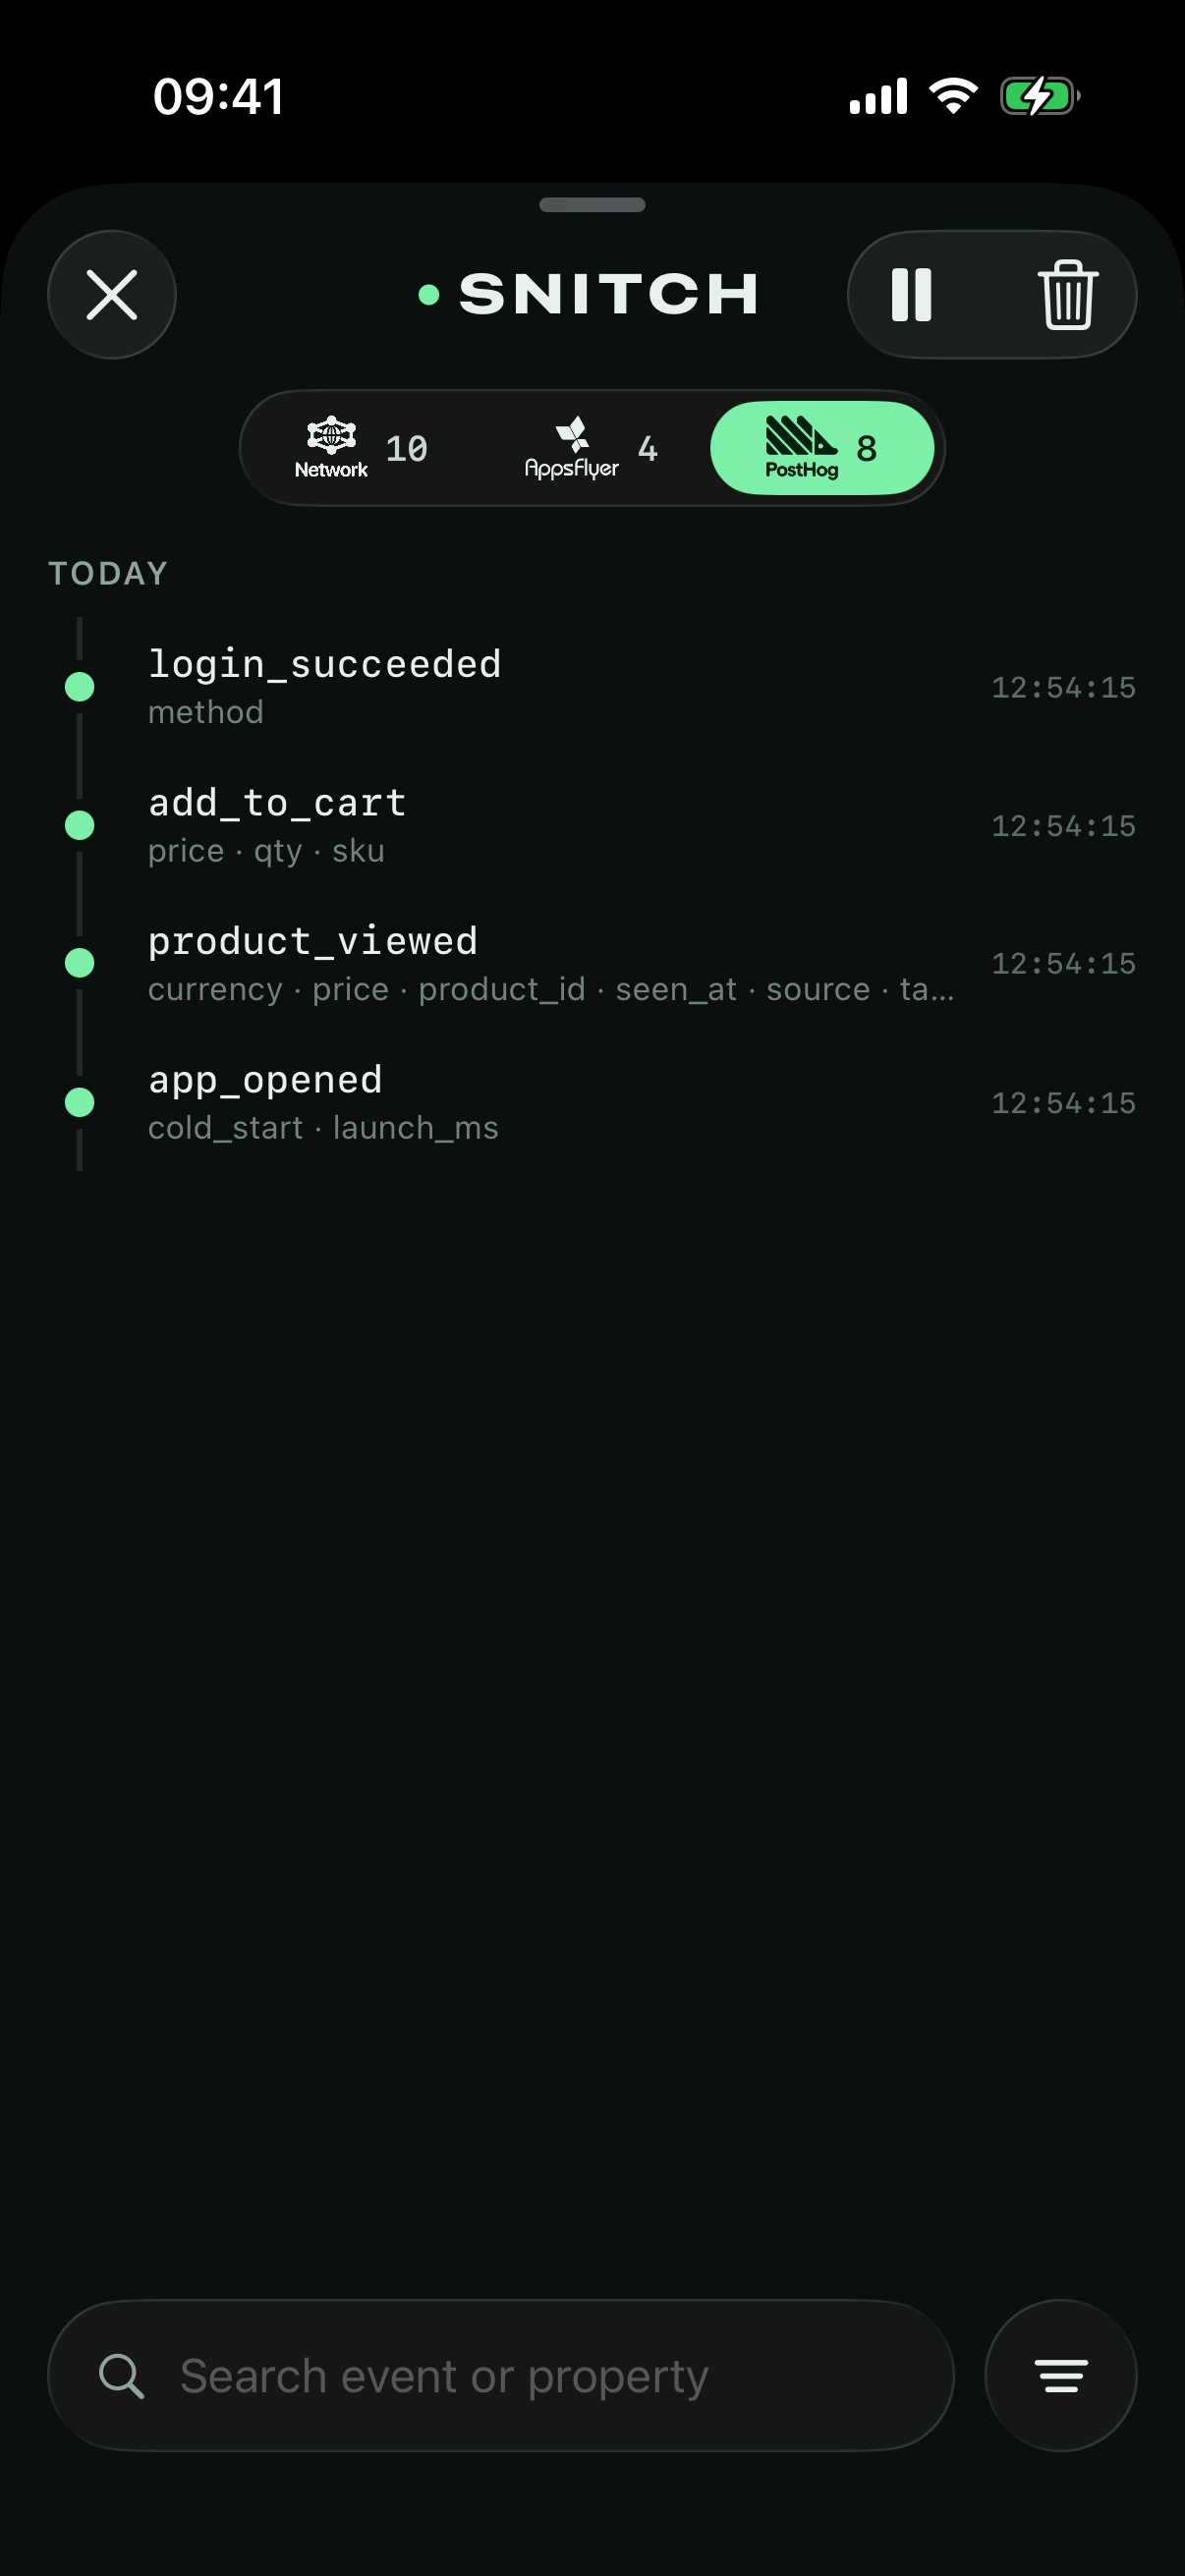 09:41
SNITCH
Network 10
AppsFlyer 4
PostHog 8
TODAY
login_succeeded
method
12:54:15
add_to_cart
price · qty · sku
12:54:15
product_viewed
currency · price · product_id · seen_at · source · ta...
12:54:15
app_opened
cold_start · launch_ms
12:54:15
Search event or property